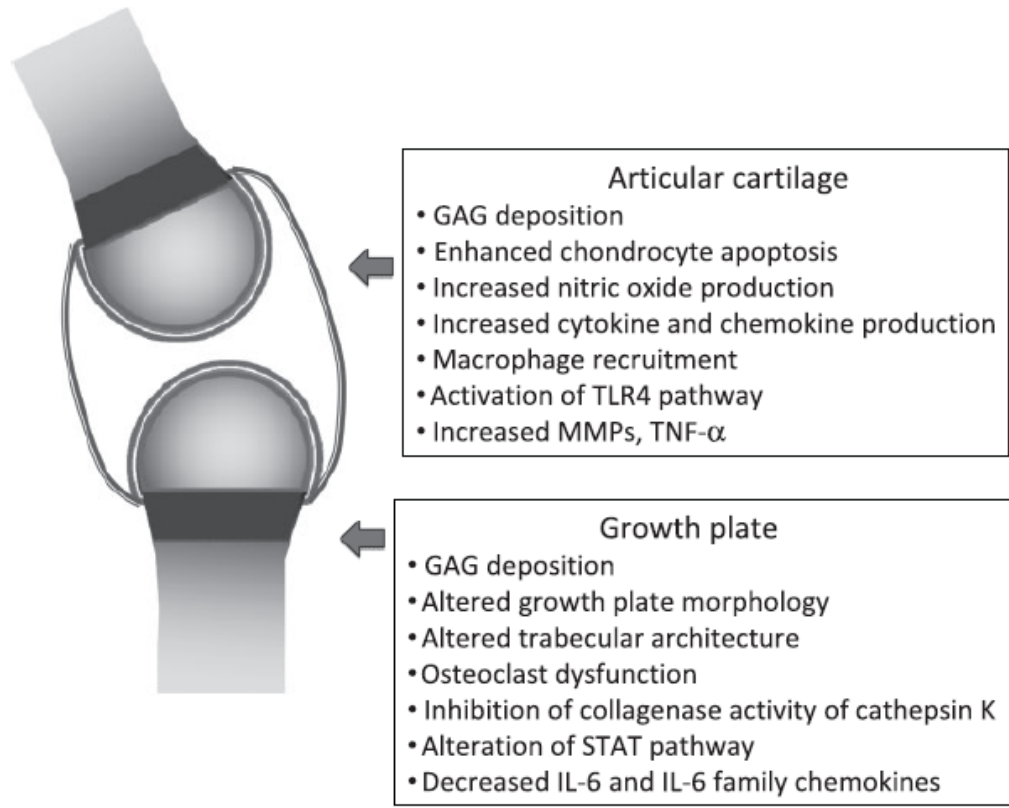 Articular cartilage
• GAG deposition
• Enhanced chondrocyte apoptosis
• Increased nitric oxide production
• Increased cytokine and chemokine production
• Macrophage recruitment
• Activation of TLR4 pathway
• Increased MMPs, TNF-α
Growth plate
• GAG deposition
• Altered growth plate morphology
• Altered trabecular architecture
• Osteoclast dysfunction
• Inhibition of collagenase activity of cathepsin K
• Alteration of STAT pathway
• Decreased IL-6 and IL-6 family chemokines